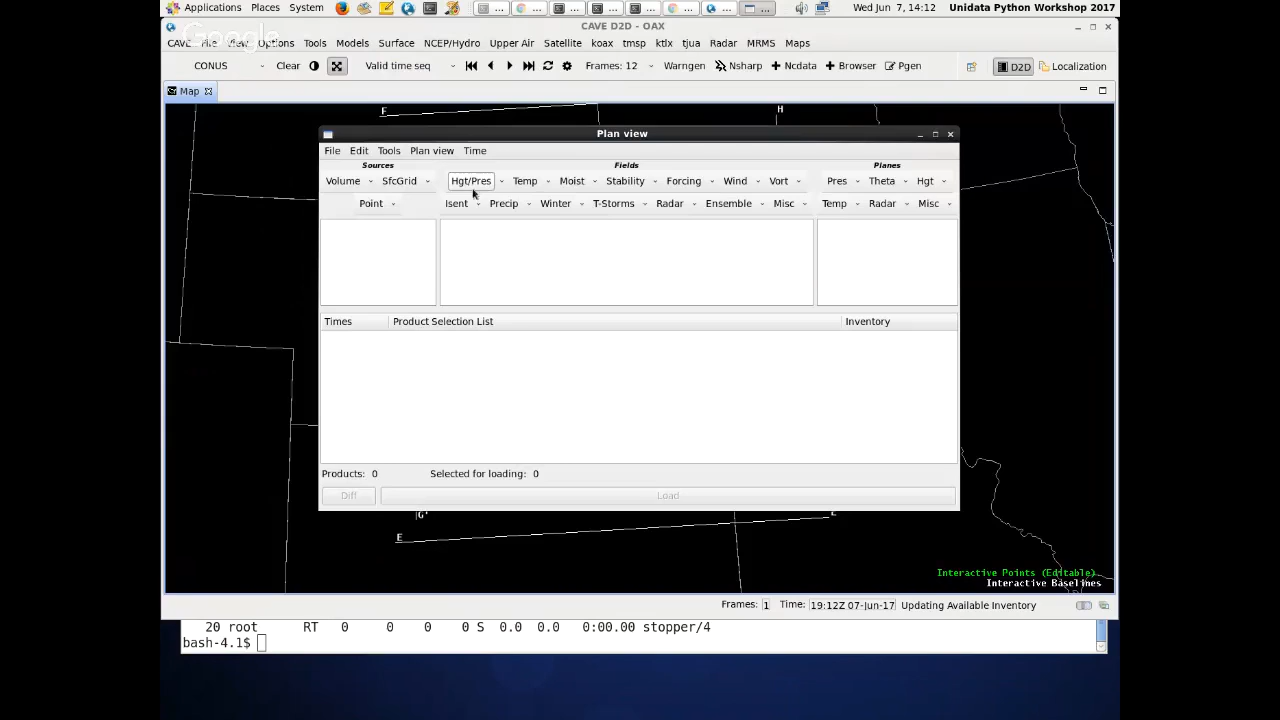 Applications Places System ... ... ... ... ... ... ... ... Wed Jun 7, 14:12 Unidata Python Workshop 2017
CAVE D2D - OAX
CAVE File View Options Tools Models Surface NCEP/Hydro Upper Air Satellite koax tmsp ktlx tjua Radar MRMS Maps
Google
CONUS Clear Valid time seq Frames: 12 Warngen Nsharp Ncdata Browser Pgen D2D Localization
Map
F
H
Plan view
File Edit Tools Plan view Time
Sources Fields Planes
Volume SfcGrid Hgt/Pres Temp Moist Stability Forcing Wind Vort Pres Theta Hgt
Point Isent Precip Winter T-Storms Radar Ensemble Misc Temp Radar Misc
Times Product Selection List Inventory
Products: 0 Selected for loading: 0
Diff Load
G'
E
Interactive Points (Editable)
Interactive Baselines
Frames: 1 Time: 19:12Z 07-Jun-17 Updating Available Inventory
20 root RT 0 0 0 0 S 0.0 0.0 0:00.00 stopper/4
bash-4.1$